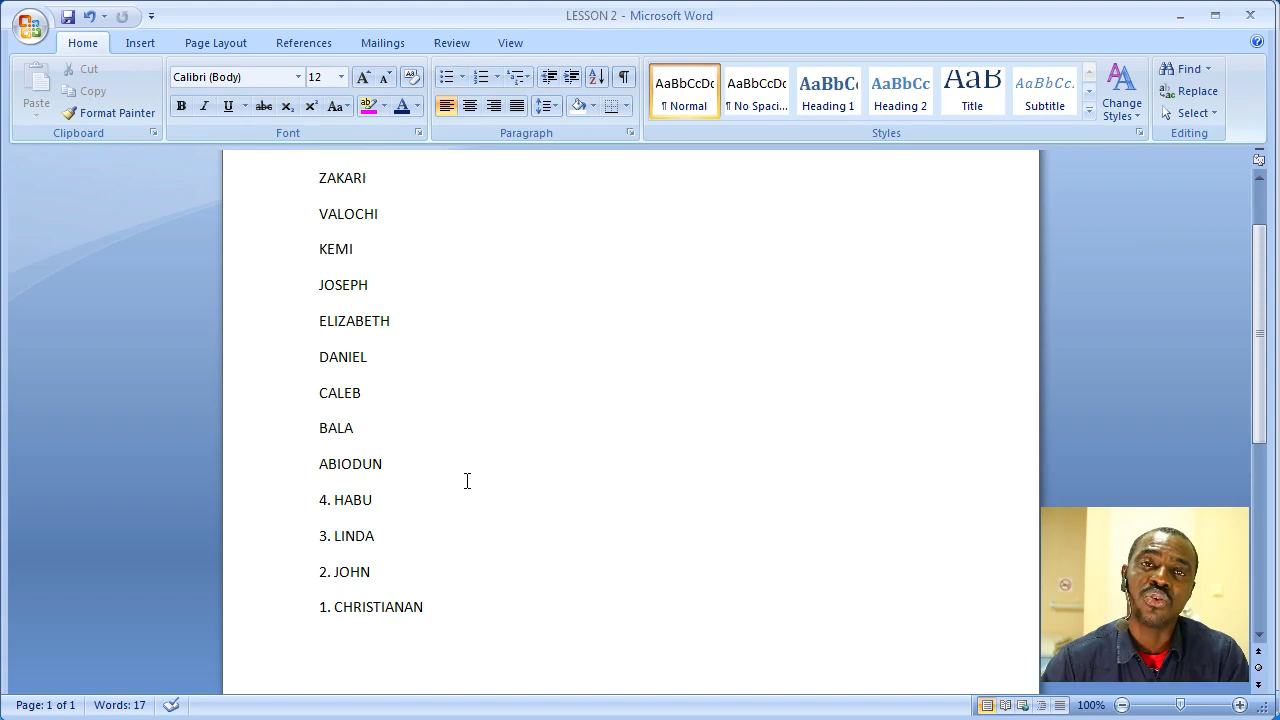 LESSON 2 - Microsoft Word
Home Insert Page Layout References Mailings Review View
Paste
Cut
Copy
Format Painter
Clipboard
Calibri (Body) 12
Font
Paragraph
AaBbCcDc AaBbCcDc AaBbC AaBbCc AaB AaBbCc.
¶ Normal ¶ No Spaci... Heading 1 Heading 2 Title Subtitle
Change Styles
Styles
Find
Replace
Select
Editing
ZAKARI
VALOCHI
KEMI
JOSEPH
ELIZABETH
DANIEL
CALEB
BALA
ABIODUN
4. HABU
3. LINDA
2. JOHN
1. CHRISTIANAN
Page: 1 of 1 Words: 17 100%